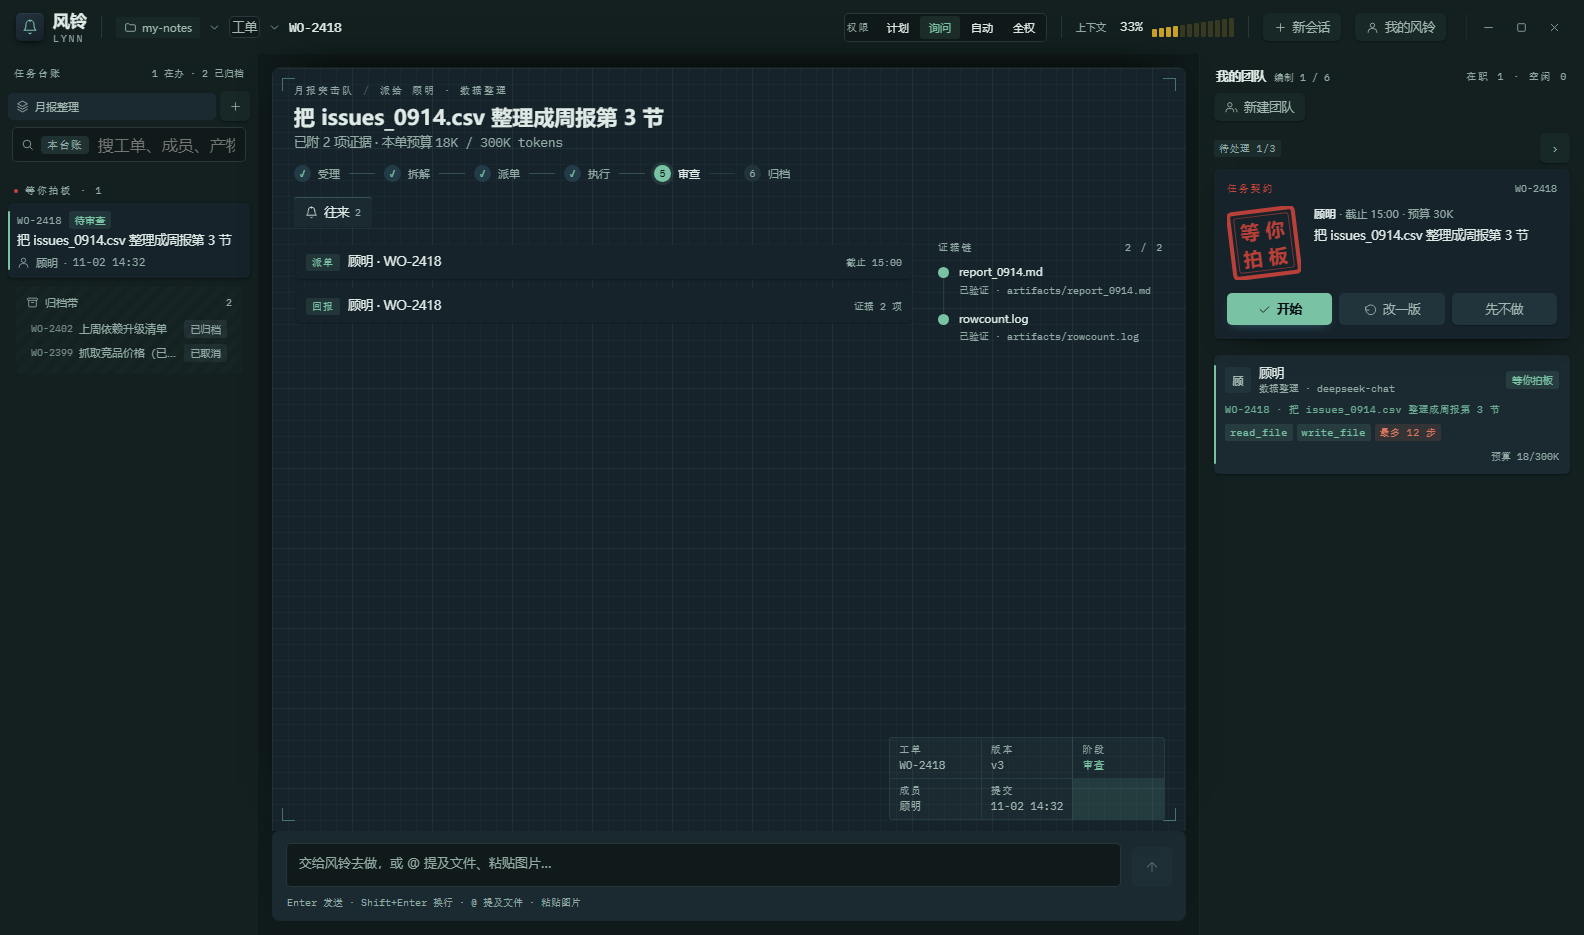 风铃
LYNN
my-notes
工单
WO-2418
权限 计划 询问 自动 全权
上下文 33%
新会话
我的风铃
任务台账 1 在办 · 2 已归档
月报整理
本台账 搜工单、成员、产物
等你拍板 · 1
WO-2418 待审查
把 issues_0914.csv 整理成周报第 3 节
顾明 · 11-02 14:32
归档带 2
WO-2402 上周依赖升级清单 已归档
WO-2399 抓取竞品价格（已... 已取消
月报突击队 / 派给 顾明 · 数据整理
把 issues_0914.csv 整理成周报第 3 节
已附 2 项证据 · 本单预算 18K / 300K tokens
受理 拆解 派单 执行 5 审查 6 归档
往来 2
派单 顾明 · WO-2418 截止 15:00
回报 顾明 · WO-2418 证据 2 项
证据链 2 / 2
report_0914.md
已验证 · artifacts/report_0914.md
rowcount.log
已验证 · artifacts/rowcount.log
工单 版本 阶段
WO-2418 v3 审查
成员 提交
顾明 11-02 14:32
交给风铃去做，或 @ 提及文件、粘贴图片...
Enter 发送 · Shift+Enter 换行 · @ 提及文件 · 粘贴图片
我的团队 编制 1 / 6 在职 1 · 空闲 0
新建团队
待处理 1/3
任务契约 WO-2418
等你
拍板
顾明 · 截止 15:00 · 预算 30K
把 issues_0914.csv 整理成周报第 3 节
开始 改一版 先不做
顾 顾明 等你拍板
数据整理 · deepseek-chat
WO-2418 · 把 issues_0914.csv 整理成周报第 3 节
read_file write_file 最多 12 步
预算 18/300K